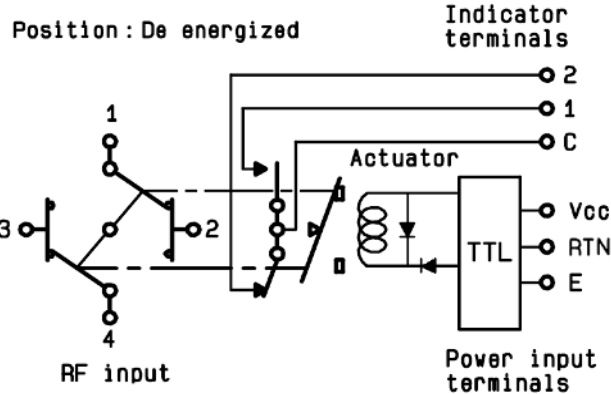 Position : De energized
Indicator
terminals
2
1
C
1
Actuator
3
2
Vcc
TTL
RTN
E
4
RF input
Power input
terminals